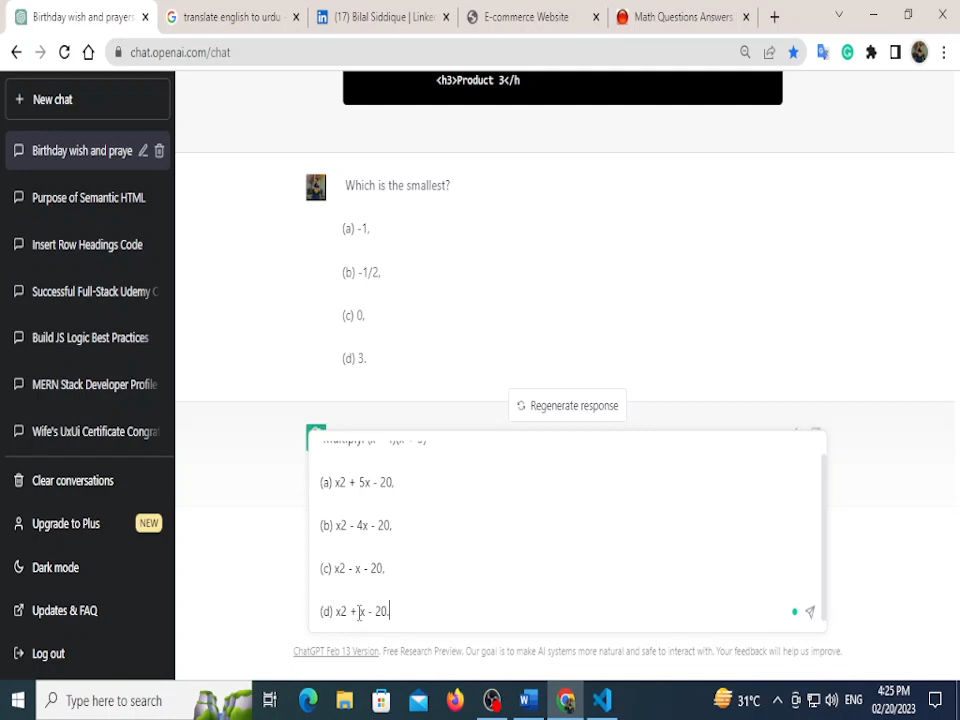 Birthday wish and prayers
translate english to urdu -
(17) Bilal Siddique | Linke
E-commerce Website
Math Questions Answers
chat.openai.com/chat
New chat
<h3>Product 3</h
Birthday wish and praye
Which is the smallest?
Purpose of Semantic HTML
(a) -1,
Insert Row Headings Code
(b) -1/2,
Successful Full-Stack Udemy C
(c) 0,
Build JS Logic Best Practices
(d) 3.
MERN Stack Developer Profile
Regenerate response
Wife's UxUi Certificate Congrat
Clear conversations
(a) x2 + 5x - 20,
Upgrade to Plus NEW
(b) x2 - 4x - 20,
Dark mode
(c) x2 - x - 20,
Updates & FAQ
(d) x2 + x - 20.
Log out
ChatGPT Feb 13 Version. Free Research Preview. Our goal is to make AI systems more natural and safe to interact with. Your feedback will help us improve.
Type here to search
31°C
ENG
4:25 PM
02/20/2023